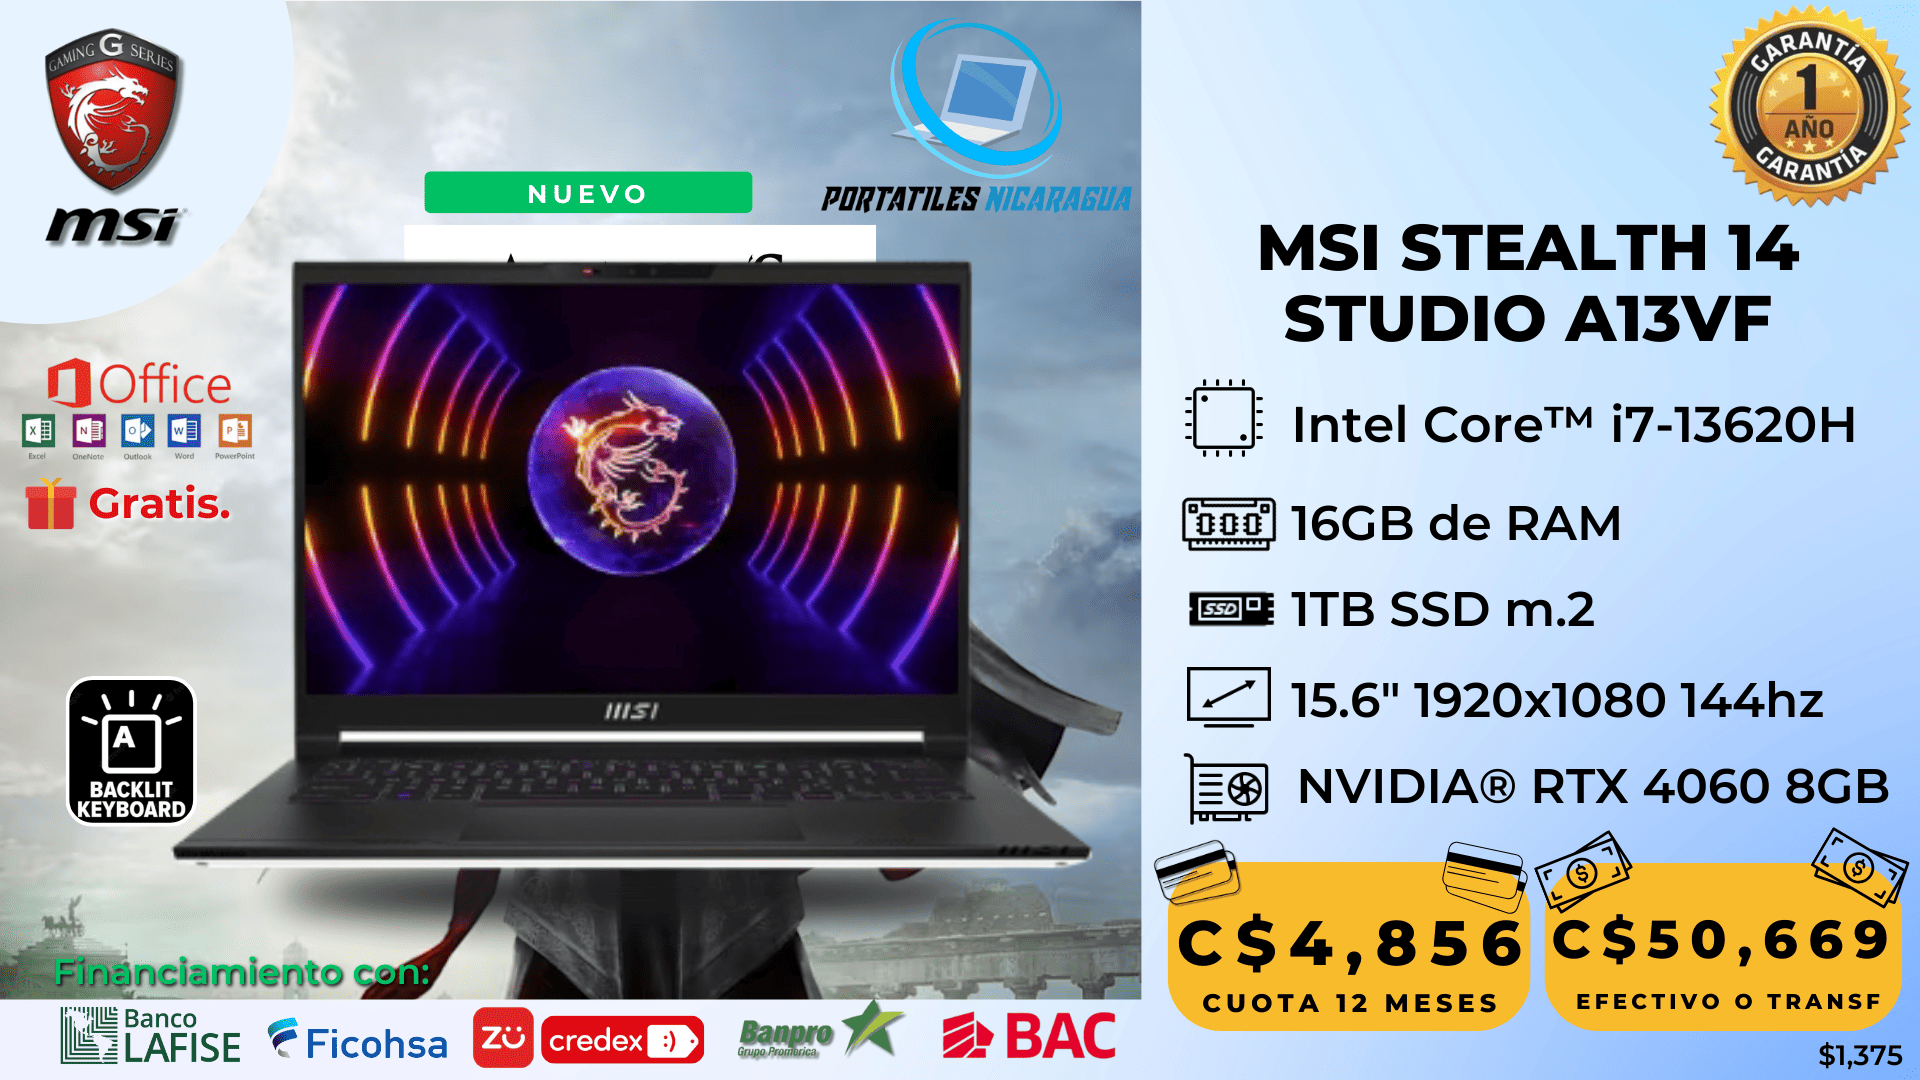 GAMING G SERIES
msi
NUEVO
PORTATILES NICARAGUA
GARANTÍA
1
AÑO
GARANTÍA
MSI STEALTH 14
STUDIO A13VF
Office
Excel OneNote Outlook Word PowerPoint
Gratis.
A
BACKLIT
KEYBOARD
msi
Intel Core™ i7-13620H
16GB de RAM
SSD
1TB SSD m.2
15.6" 1920x1080 144hz
NVIDIA® RTX 4060 8GB
C$4,856
CUOTA 12 MESES
C$50,669
EFECTIVO O TRANSF
$1,375
Financiamiento con:
Banco
LAFISE
Ficohsa
zü
credex
Banpro
Grupo Promerica
BAC